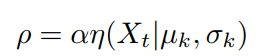 ρ = αη(X_t|μ_k, σ_k)